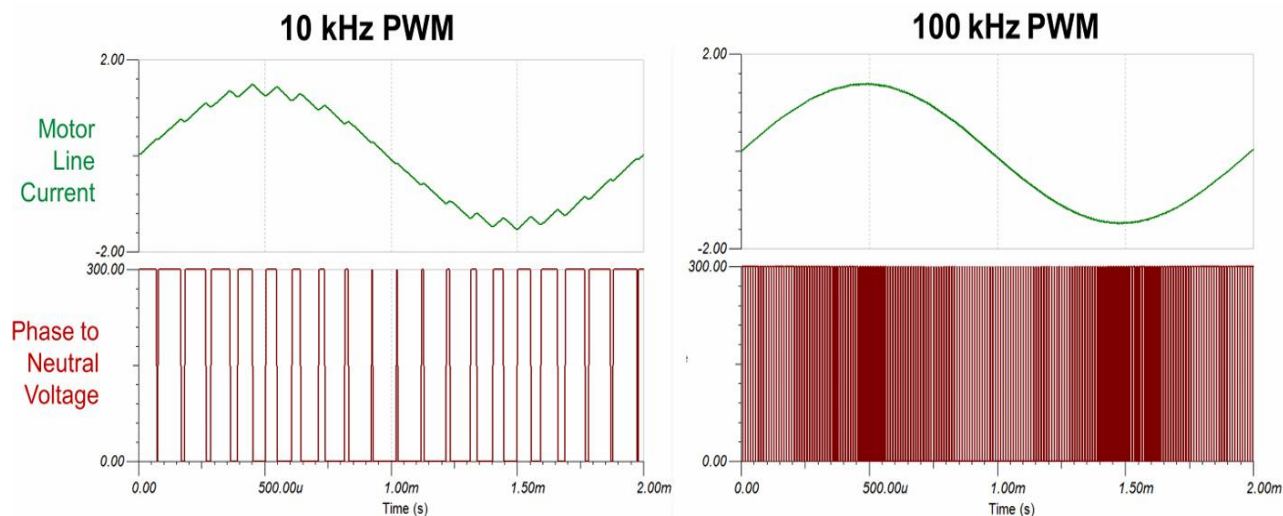 10 kHz PWM
100 kHz PWM
Motor
Line
Current
2.00
-2.00
2.00
-2.00
Phase to
Neutral
Voltage
300.00
0.00
0.00
500.00u
1.00m
1.50m
2.00m
Time (s)
300.00
0.00
0.00
500.00u
1.00m
1.50m
2.00m
Time (s)